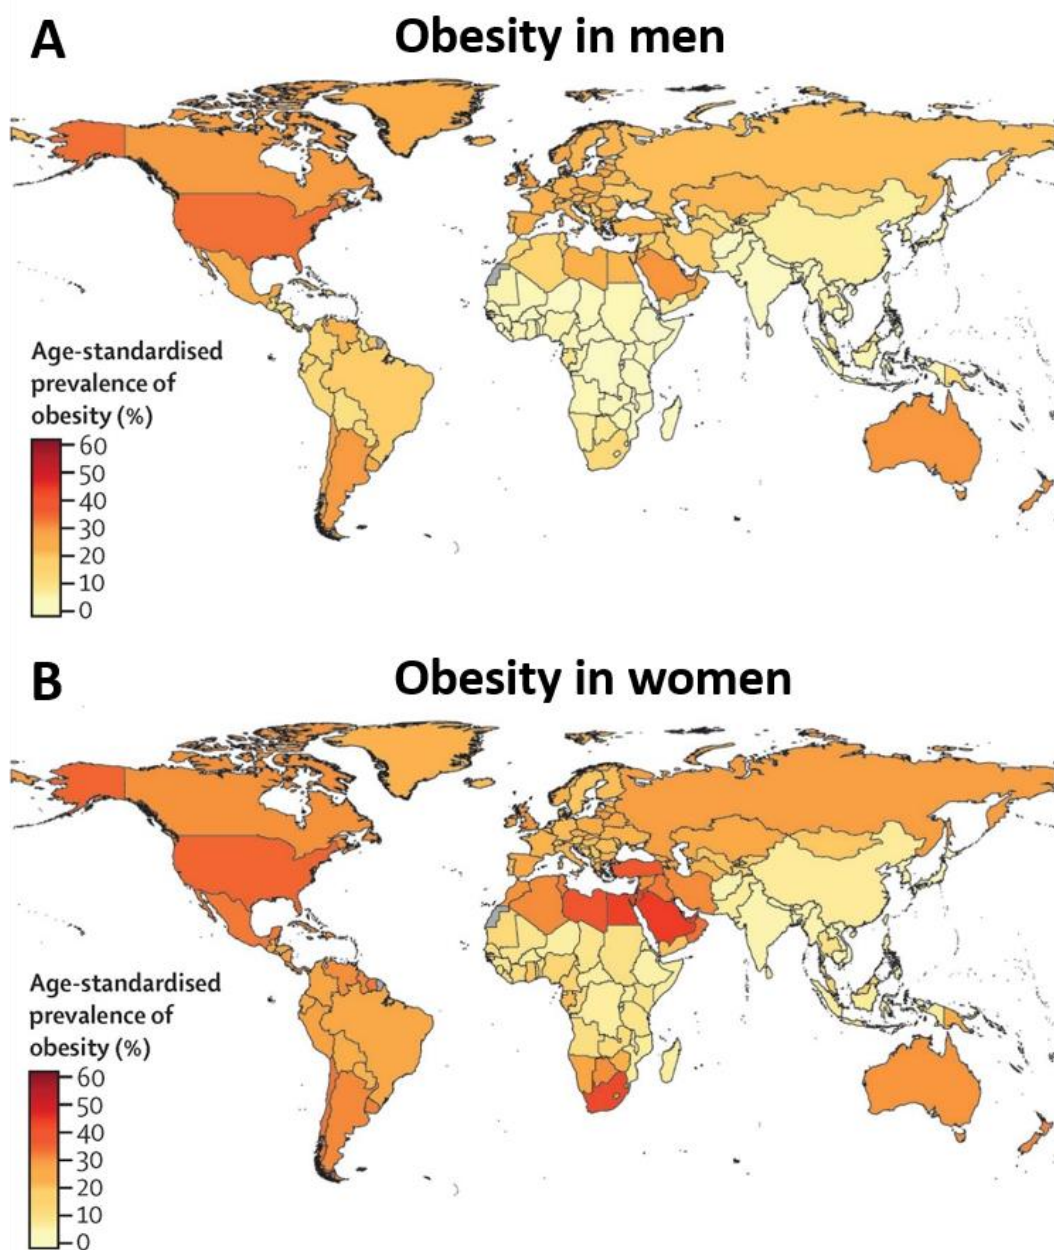 A
Obesity in men
Age-standardised
prevalence of
obesity (%)
60
50
40
30
20
10
0
B
Obesity in women
Age-standardised
prevalence of
obesity (%)
60
50
40
30
20
10
0